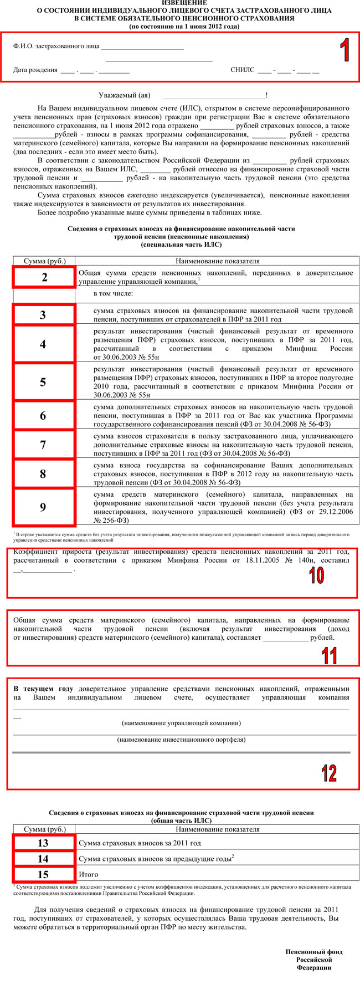 ИЗВЕЩЕНИЕ
О СОСТОЯНИИ ИНДИВИДУАЛЬНОГО ЛИЦЕВОГО СЧЕТА ЗАСТРАХОВАННОГО ЛИЦА
В СИСТЕМЕ ОБЯЗАТЕЛЬНОГО ПЕНСИОННОГО СТРАХОВАНИЯ
(по состоянию на 1 июня 2012 года)
1
Ф.И.О. застрахованного лица _______________________
______________________________
Дата рождения ____ . ____ . _________ СНИЛС ____ - ____ - ____ __
Уважаемый (ая) ____________________________!
На Вашем индивидуальном лицевом счете (ИЛС), открытом в системе персонифицированного
учета пенсионных прав (страховых взносов) граждан при регистрации Вас в системе обязательного
пенсионного страхования, на 1 июня 2012 года отражено _________ рублей страховых взносов, а также
___________рублей - взносы в рамках программы софинансирования, _________ рублей - средства
материнского (семейного) капитала, которые Вы направили на формирование пенсионных накоплений
(два последних - если это имеет место быть).
В соответствии с законодательством Российской Федерации из _________ рублей страховых
взносов, отраженных на Вашем ИЛС, ________ рублей отнесено на финансирование страховой части
трудовой пенсии и ___________ рублей - на накопительную часть трудовой пенсии (это средства
пенсионных накоплений).
Сумма страховых взносов ежегодно индексируется (увеличивается), пенсионные накопления
также индексируются в зависимости от результатов их инвестирования.
Более подробно указанные выше суммы приведены в таблицах ниже.
Сведения о страховых взносах на финансирование накопительной части
трудовой пенсии (пенсионные накопления)
(специальная часть ИЛС)
Сумма (руб.) Наименование показателя
2 Общая сумма средств пенсионных накоплений, переданных в доверительное
управление управляющей компании,1
в том числе:
3 сумма страховых взносов на финансирование накопительной части трудовой
пенсии, поступивших от страхователей в ПФР за 2011 год
4 результат инвестирования (чистый финансовый результат от временного
размещения ПФР) страховых взносов, поступивших в ПФР за 2011 год,
рассчитанный в соответствии с приказом Минфина России
от 30.06.2003 № 55н
5 результат инвестирования (чистый финансовый результат от временного
размещения ПФР) страховых взносов, поступивших в ПФР за второе полугодие
2010 года, рассчитанный в соответствии с приказом Минфина России от
30.06.2003 № 55н
6 сумма дополнительных страховых взносов на накопительную часть трудовой
пенсии, поступившая в ПФР за 2011 год от Вас как участника Программы
государственного софинансирования пенсий (ФЗ от 30.04.2008 № 56-ФЗ)
7 сумма взносов страхователя в пользу застрахованного лица, уплачивающего
дополнительные страховые взносы на накопительную часть трудовой пенсии,
поступивших в ПФР за 2011 год (ФЗ от 30.04.2008 № 56-ФЗ)
8 сумма взноса государства на софинансирование Ваших дополнительных
страховых взносов, поступившая в ПФР в 2012 году на накопительную часть
трудовой пенсии (ФЗ от 30.04.2008 № 56-ФЗ)
9 сумма средств материнского (семейного) капитала, направленных на
формирование накопительной части трудовой пенсии (без учета результата
инвестирования, полученного управляющей компанией) (ФЗ от 29.12.2006
№ 256-ФЗ)
1 В строке указывается сумма средств без учета результата инвестирования, полученного нижеуказанной управляющей компанией за весь период доверительного
управления средствами пенсионных накоплений
Коэффициент прироста (результат инвестирования) средств пенсионных накоплений за 2011 год,
рассчитанный в соответствии с приказом Минфина России от 18.11.2005 № 140н, составил
__,_____________ .
10
Общая сумма средств материнского (семейного) капитала, направленных на формирование
накопительной части трудовой пенсии (включая результат инвестирования (доход
от инвестирования) средств материнского (семейного) капитала), составляет ____________ рублей.
11
В текущем году доверительное управление средствами пенсионных накоплений, отраженными
на Вашем индивидуальном лицевом счете, осуществляет управляющая компания
(наименование управляющей компании)
(наименование инвестиционного портфеля)
12
Сведения о страховых взносах на финансирование страховой части трудовой пенсии
(общая часть ИЛС)
Сумма (руб.) Наименование показателя
13 Сумма страховых взносов за 2011 год
14 Сумма страховых взносов за предыдущие годы2
15 Итого
2 Сумма страховых взносов подлежит увеличению с учетом коэффициентов индексации, установленных для расчетного пенсионного капитала
соответствующими постановлениями Правительства Российской Федерации.
Для получения сведений о страховых взносах на финансирование трудовой пенсии за 2011
год, поступивших от страхователей, у которых осуществлялась Ваша трудовая деятельность, Вы
можете обратиться в территориальный орган ПФР по месту жительства.
Пенсионный фонд
Российской
Федерации